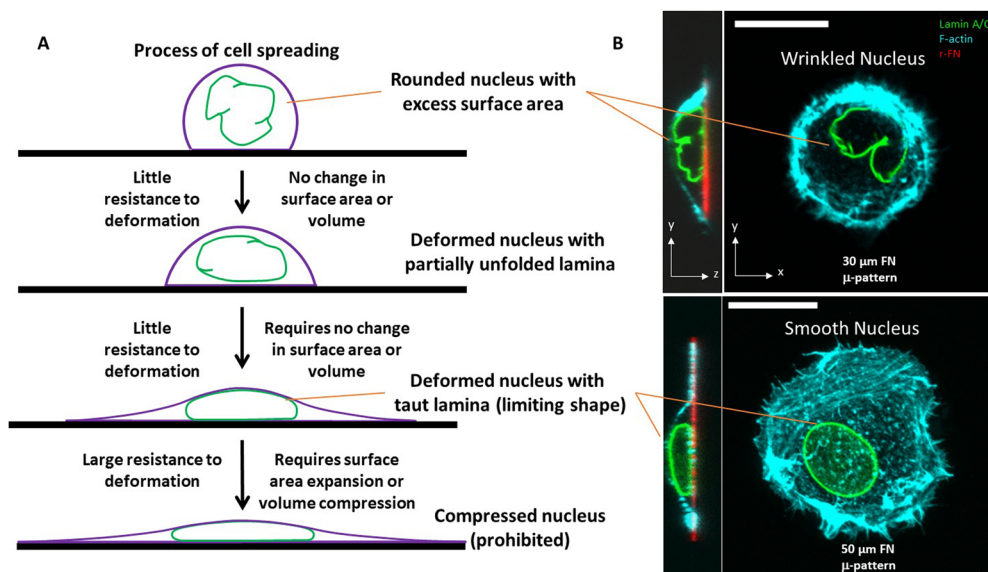 A
Process of cell spreading
Rounded nucleus with
excess surface area
Little
resistance to
deformation
No change in
surface area or
volume
Deformed nucleus with
partially unfolded lamina
Little
resistance to
deformation
Requires no change
in surface area or
volume
Deformed nucleus with
taut lamina (limiting shape)
Large resistance to
deformation
Requires surface
area expansion or
volume compression
Compressed nucleus
(prohibited)
B
Lamin A/C
F-actin
r-FN
Wrinkled Nucleus
y
z
y
x
30 µm FN
µ-pattern
Smooth Nucleus
50 µm FN
µ-pattern